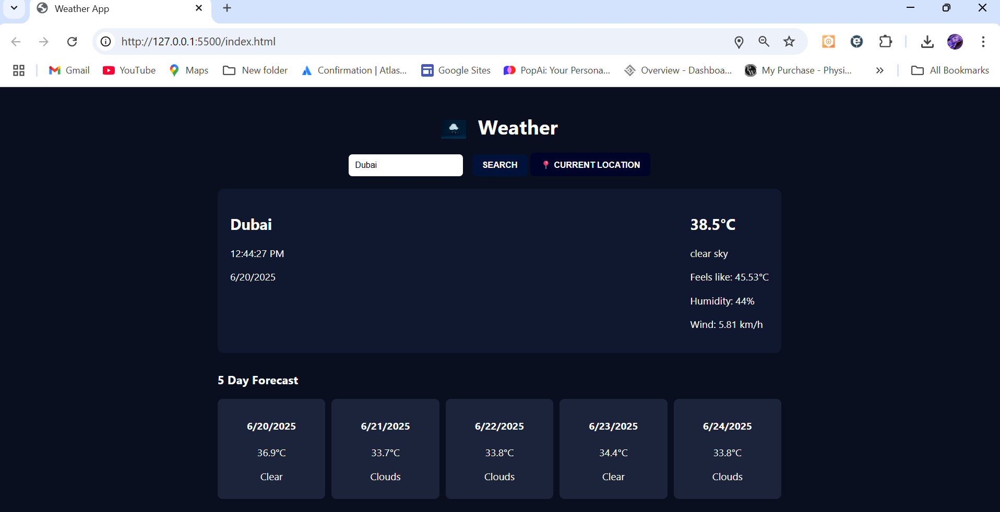 Weather App
http://127.0.0.1:5500/index.html
Gmail YouTube Maps New folder Confirmation | Atlas... Google Sites PopAi: Your Persona... Overview - Dashboa... My Purchase - Physi... All Bookmarks
Weather
Dubai SEARCH CURRENT LOCATION
Dubai
12:44:27 PM
6/20/2025
38.5°C
clear sky
Feels like: 45.53°C
Humidity: 44%
Wind: 5.81 km/h
5 Day Forecast
6/20/2025
36.9°C
Clear
6/21/2025
33.7°C
Clouds
6/22/2025
33.8°C
Clouds
6/23/2025
34.4°C
Clear
6/24/2025
33.8°C
Clouds